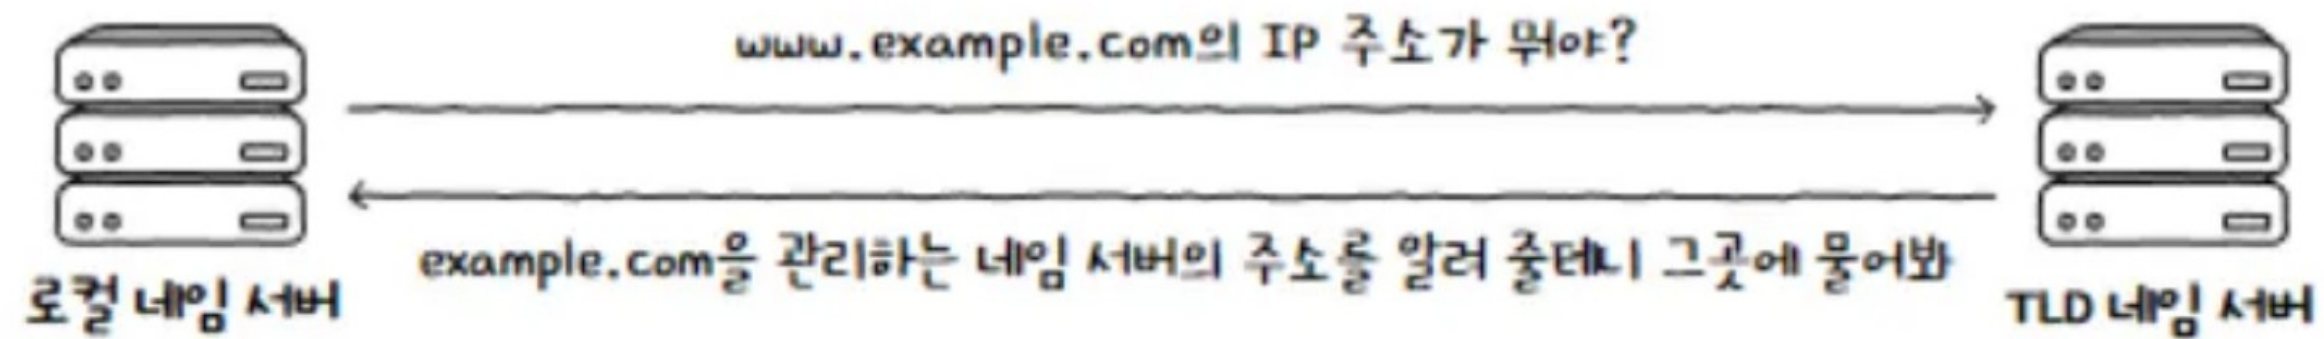 www.example.com의 IP 주소가 뭐야?
example.com을 관리하는 네임 서버의 주소를 알려 줄테니 그곳에 물어봐
로컬 네임 서버
TLD 네임 서버